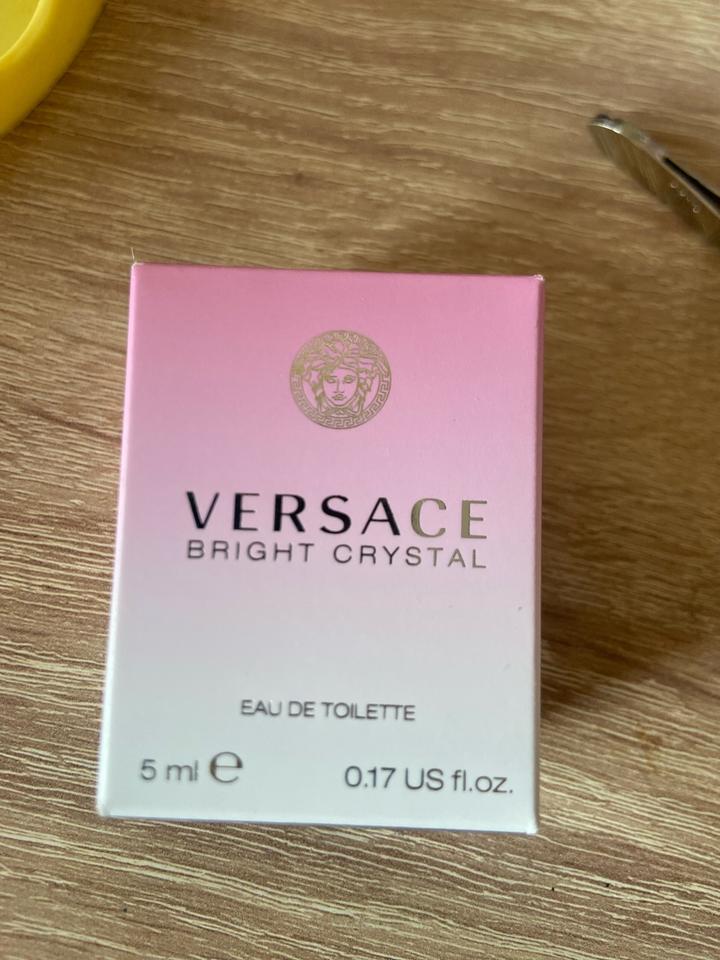 VERSACE
BRIGHT CRYSTAL
EAU DE TOILETTE
5 ml ℮ 0.17 US fl.oz.